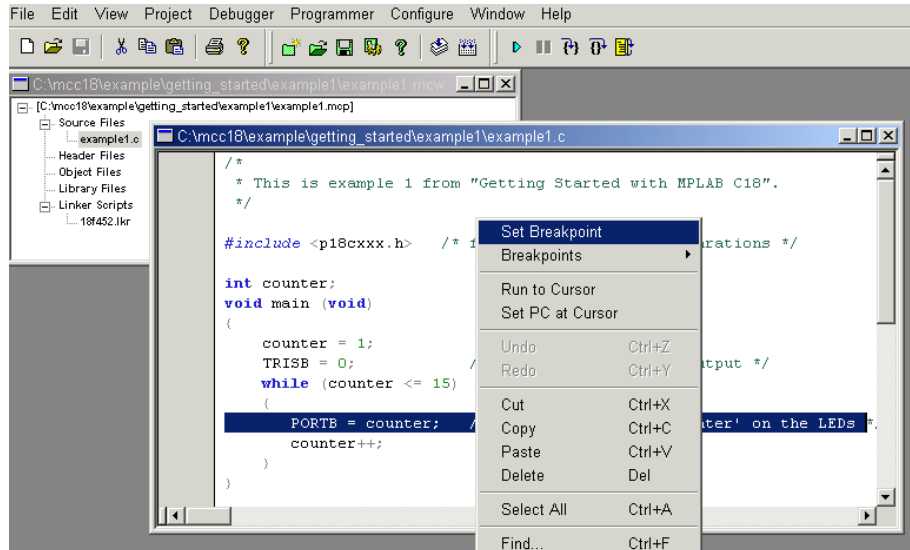 File Edit View Project Debugger Programmer Configure Window Help
C:\mcc18\example\getting_started\example1\example1.mcw
[C:\mcc18\example\getting_started\example1\example1.mcp]
Source Files
example1.c
Header Files
Object Files
Library Files
Linker Scripts
18f452.lkr
C:\mcc18\example\getting_started\example1\example1.c
/*
* This is example 1 from "Getting Started with MPLAB C18".
*/
#include <p18cxxx.h> /* f
arations */
int counter;
void main (void)
{
counter = 1;
TRISB = 0; /
tput */
while (counter <= 15)
{
PORTB = counter; /
ter' on the LEDs *
counter++;
}
}
Set Breakpoint
Breakpoints
Run to Cursor
Set PC at Cursor
Undo Ctrl+Z
Redo Ctrl+Y
Cut Ctrl+X
Copy Ctrl+C
Paste Ctrl+V
Delete Del
Select All Ctrl+A
Find... Ctrl+F